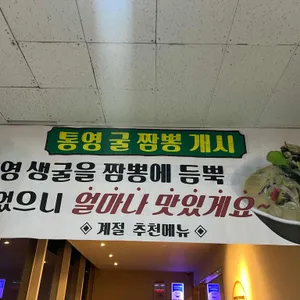 통영 굴 짬뽕 개시
영 생굴을 짬뽕에 듬뿍
었으니 얼마나 맛있게요~
◈ 계절 추천메뉴 ◈